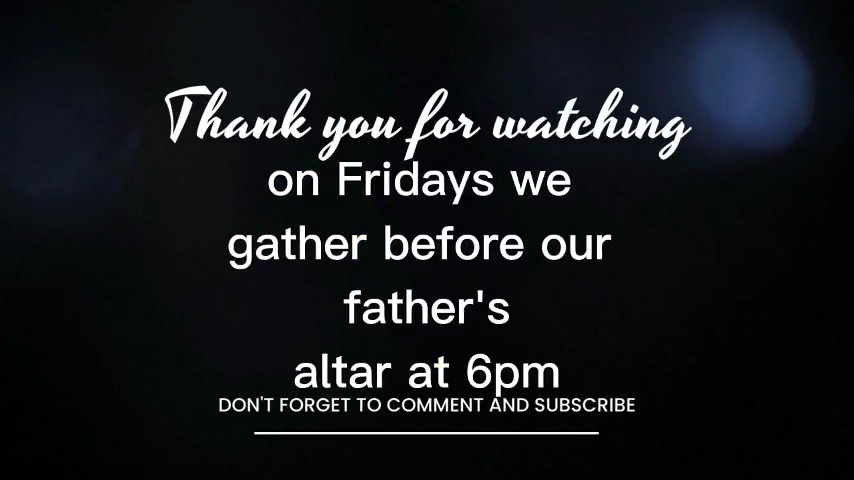 Thank you for watching
on Fridays we
gather before our
father's
altar at 6pm
DON'T FORGET TO COMMENT AND SUBSCRIBE